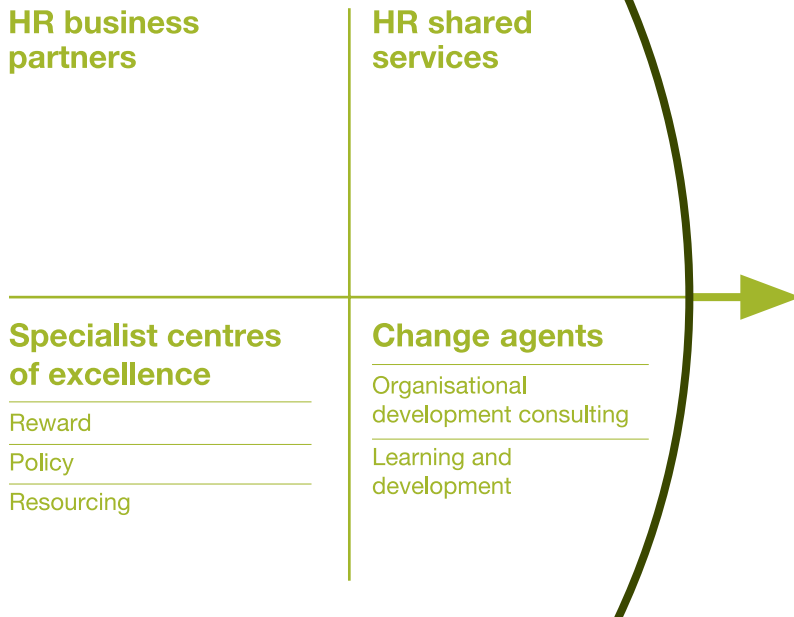 HR business
partners
HR shared
services
Specialist centres
of excellence
Reward
Policy
Resourcing
Change agents
Organisational
development consulting
Learning and
development